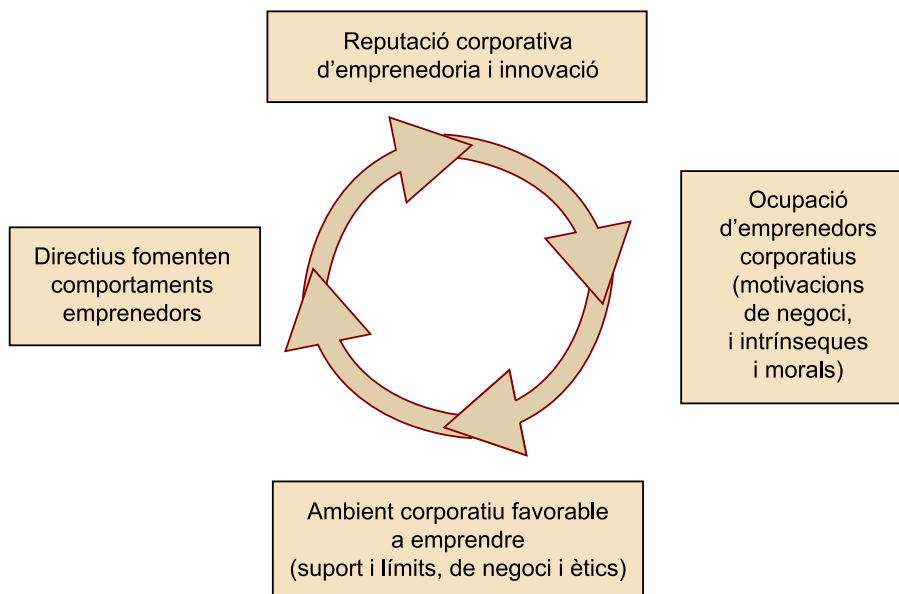 Reputació corporativa
d'emprenedoria i innovació
Ocupació
d'emprenedors
corporatius
(motivacions
de negoci,
i intrínseques
i morals)
Directius fomenten
comportaments
emprenedors
Ambient corporatiu favorable
a emprendre
(suport i límits, de negoci i ètics)